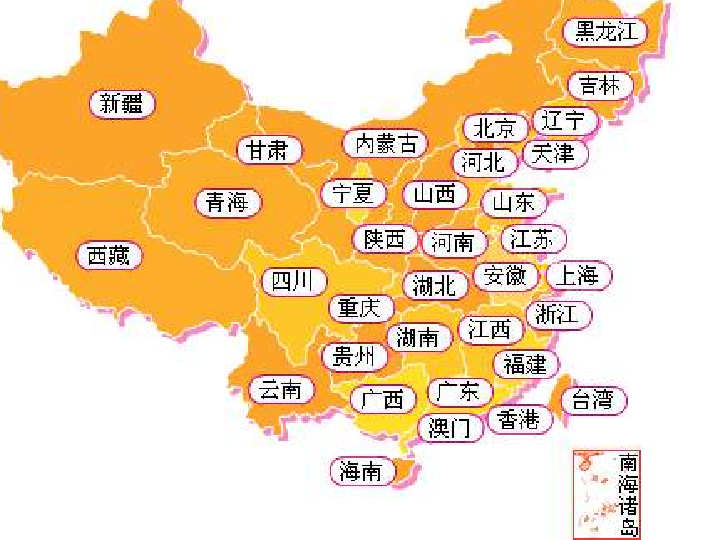 黑龙江
吉林
新疆
辽宁
北京
内蒙古
甘肃
天津
河北
宁夏
山西
青海
山东
陕西
河南
江苏
西藏
四川
湖北
安徽
上海
重庆
浙江
湖南
江西
贵州
福建
云南
广西
广东
台湾
香港
澳门
海南
南海诸岛